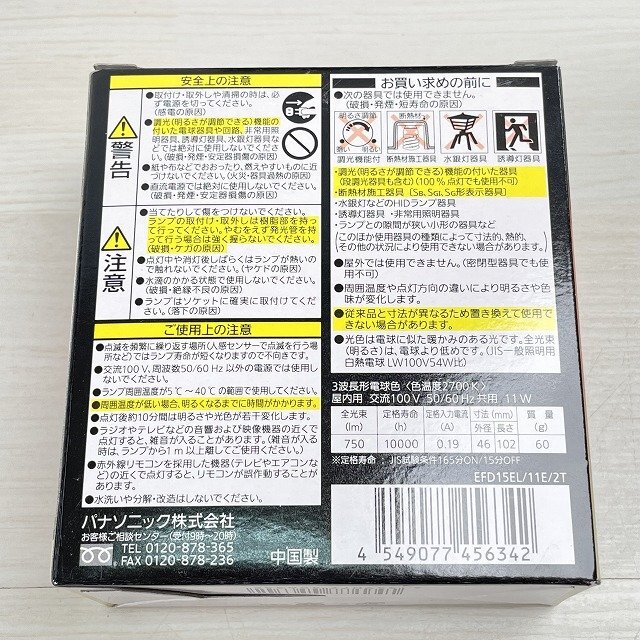 安全上の注意
警告
●取付け・取外しや清掃の時は、必
ず電源を切ってください。
(感電の原因)
●調光(明るさが調節できる)機能の
付いた電球器具や回路、非常用照
明器具、誘導灯器具、水銀灯器具な
どには絶対に使用しないでください。
(破損・発煙・安定器損傷の原因)
●紙や布などでおおったり、燃えやすいものに近
づけないでください。(火災・器具過熱の原因)
●直流電源では絶対に使用しないでください。
(破損・発煙・安定器損傷の原因)
注意
●当てたりして傷をつけないでください。
ランプの取付け・取外しは樹脂部を持っ
て行ってください。やむをえず発光管を持
って行う場合は強く握らないでください。
(破損・ケガの原因)
●点灯中や消灯後しばらくはランプが熱いの
で触れないでください。(ヤケドの原因)
●水滴のかかる状態で使用しないでください。
(破損・絶縁不良の原因)
●ランプはソケットに確実に取付けてくだ
さい。(落下の原因)
ご使用上の注意
●点滅を頻繁に繰り返す場所(人感センサーで点滅を行う場
所など)ではランプ寿命が短くなりますので不向きです。
●交流100V、周波数50/60Hz以外の電源では使用し
ないでください。
●ランプ周囲温度が5℃~40℃の範囲で使用してください。
●周囲温度が低い場合、明るくなるまでに時間がかかります。
●点灯後約10分間は明るさや光色が若干変化します。
●ラジオやテレビなどの音響および映像機器の近くで
点灯すると、雑音が入ることがあります。(雑音が入る
時は、ランプから1m以上離してご使用ください。)
●赤外線リモコンを採用した機器(テレビやエアコンな
ど)の近くで点灯すると、リモコンが誤動作することが
あります。
●水洗いや分解・改造はしないでください。
パナソニック株式会社
お客様ご相談センター(受付9時~20時)
TEL 0120-878-365
FAX 0120-878-236
中国製
お買い求めの前に
●次の器具では使用できません。
(破損・発煙・短寿命の原因)
明るさ調節
暗い 明るい
調光機能付
断熱材
断熱材施工器具
水銀灯器具
誘導灯器具
・調光(明るさが調節できる)機能の付いた器具
(段調光器具も含む)(100%点灯でも使用不可)
・断熱材施工器具[SB、SGI、SG形表示器具]
・水銀灯などのHIDランプ器具
・誘導灯器具 ・非常用照明器具
・ランプとの隙間が狭い小形の器具など
(このほか使用器具の種類によって寸法的、熱的、
その他の状況により使用できない場合があります。)
●屋外では使用できません。(密閉型器具でも使
用不可)
●周囲温度や点灯方向の違いにより明るさや色
味が変化します。
●従来品と寸法が異なるため置き換えて使用で
きない場合があります。
●光色は電球に似た暖かみのある光です。全光束
(明るさ)は、電球より低めです。(JIS一般照明用
白熱電球 LW100V54W比)
3波長形電球色〈色温度2700K〉
屋内用 交流100V 50/60Hz共用 11W
全光束 定格寿命 定格入力電流 寸法(mm) 質量
(lm) (h) (A) 外径 長さ (g)
750 10000 0.19 46 102 60
※定格寿命:JIS試験条件165分ON/15分OFF
EFD15EL/11E/2T
4 549077 456342